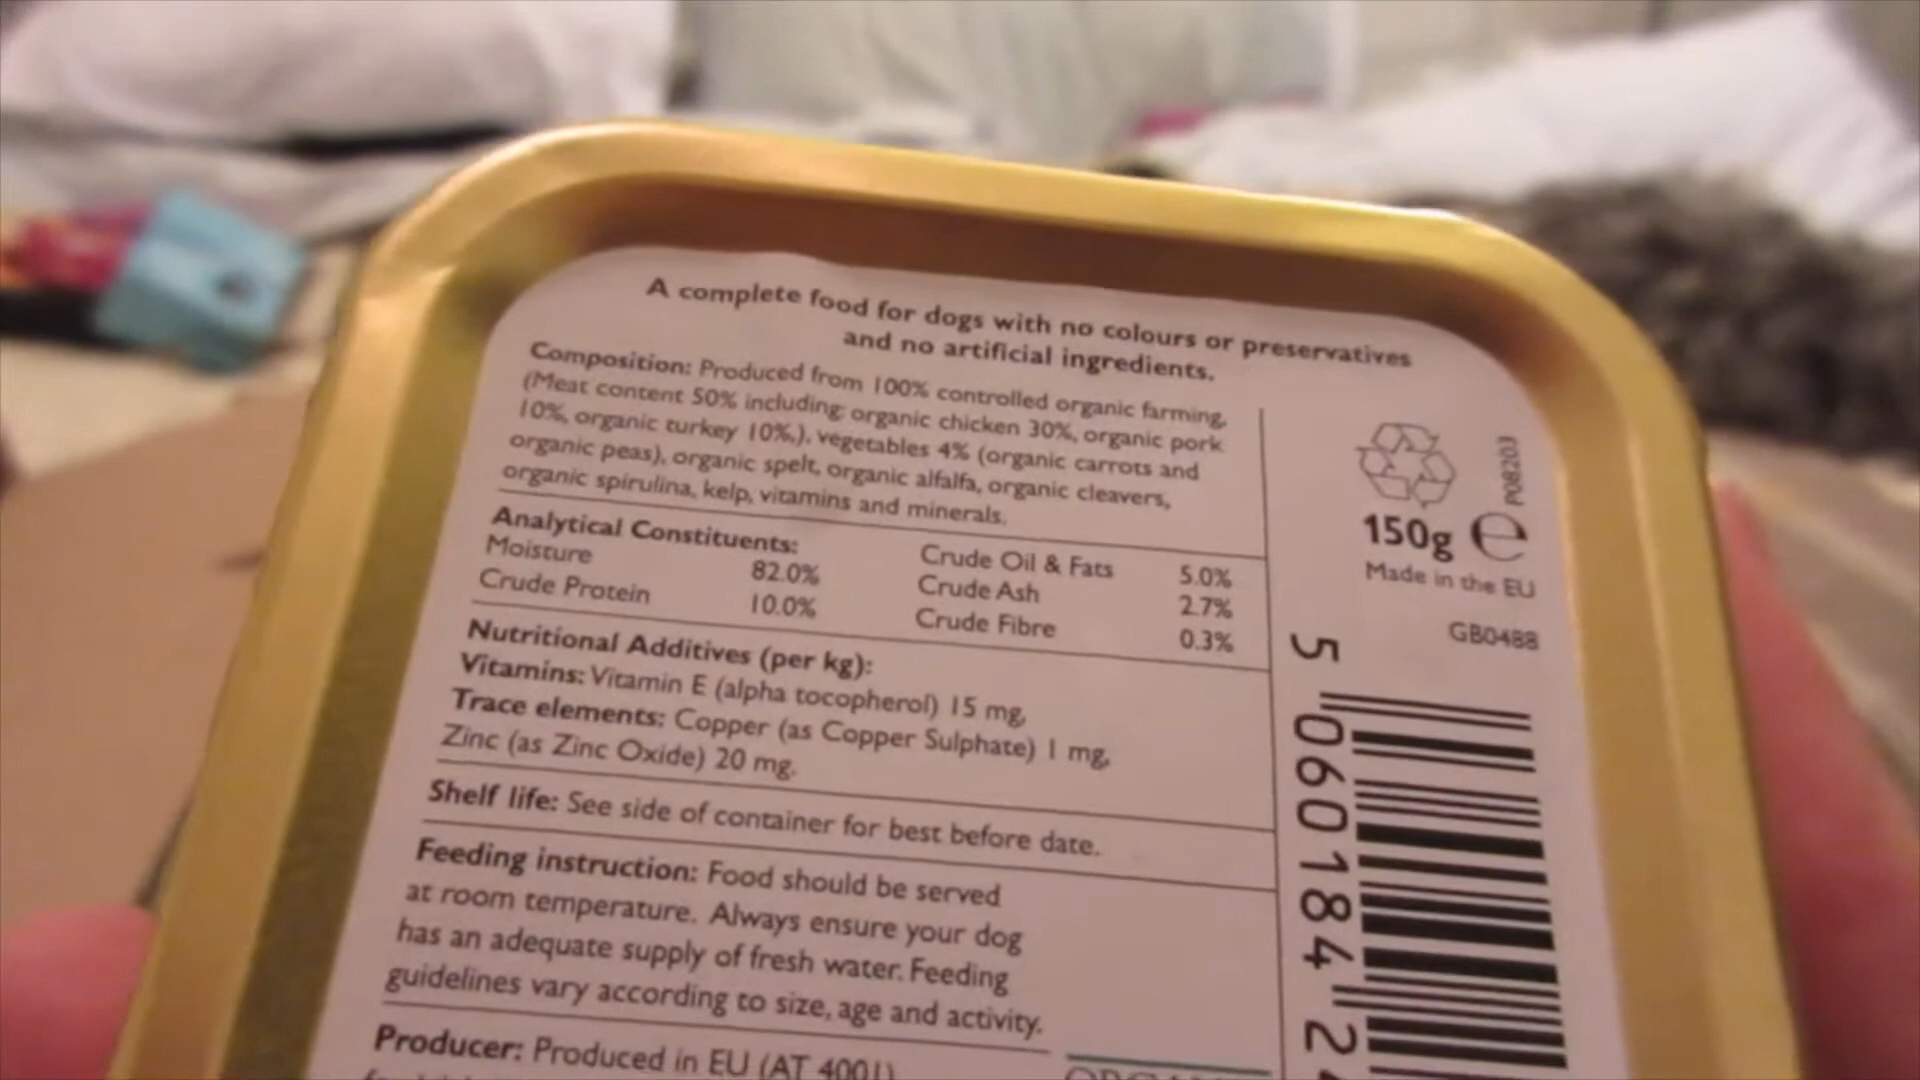 A complete food for dogs with no colours or preservatives
and no artificial ingredients.
Composition: Produced from 100% controlled organic farming,
(Meat content 50% including: organic chicken 30%, organic pork
10%, organic turkey 10%,), vegetables 4% (organic carrots and
organic peas), organic spelt, organic alfalfa, organic cleavers,
organic spirulina, kelp, vitamins and minerals.
Analytical Constituents:
Moisture 82.0% Crude Oil & Fats 5.0%
Crude Protein 10.0% Crude Ash 2.7%
Crude Fibre 0.3%
Nutritional Additives (per kg):
Vitamins: Vitamin E (alpha tocopherol) 15 mg,
Trace elements: Copper (as Copper Sulphate) 1 mg,
Zinc (as Zinc Oxide) 20 mg.
Shelf life: See side of container for best before date.
Feeding instruction: Food should be served
at room temperature. Always ensure your dog
has an adequate supply of fresh water. Feeding
guidelines vary according to size, age and activity.
Producer: Produced in EU (AT 4001)
P08203
150g e
Made in the EU
GB0488
5 060184 24